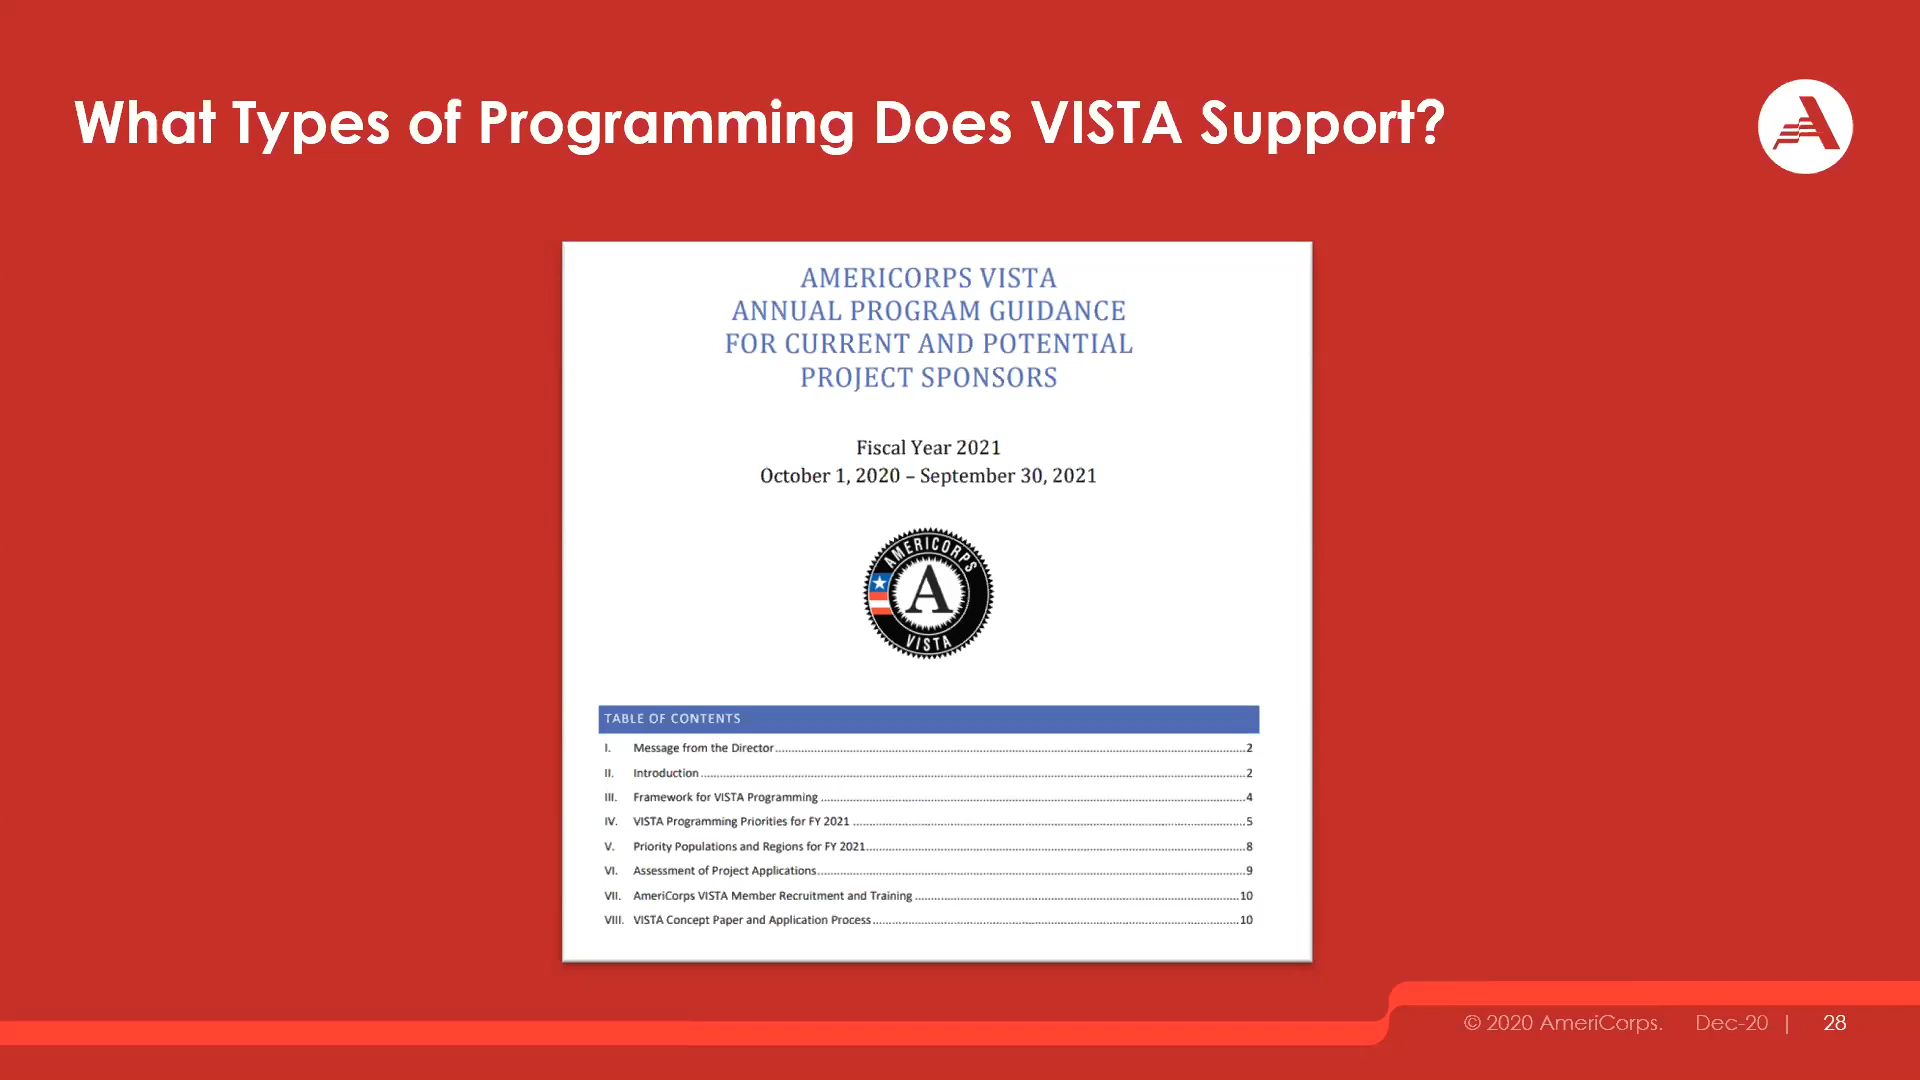 What Types of Programming Does VISTA Support?
AMERICORPS VISTA
ANNUAL PROGRAM GUIDANCE
FOR CURRENT AND POTENTIAL
PROJECT SPONSORS
Fiscal Year 2021
October 1, 2020 – September 30, 2021
AMERICORPS
A
VISTA
TABLE OF CONTENTS
I. Message from the Director 2
II. Introduction 2
III. Framework for VISTA Programming 4
IV. VISTA Programming Priorities for FY 2021 5
V. Priority Populations and Regions for FY 2021 8
VI. Assessment of Project Applications 9
VII. AmeriCorps VISTA Member Recruitment and Training 10
VIII. VISTA Concept Paper and Application Process 10
© 2020 AmeriCorps. Dec-20 | 28